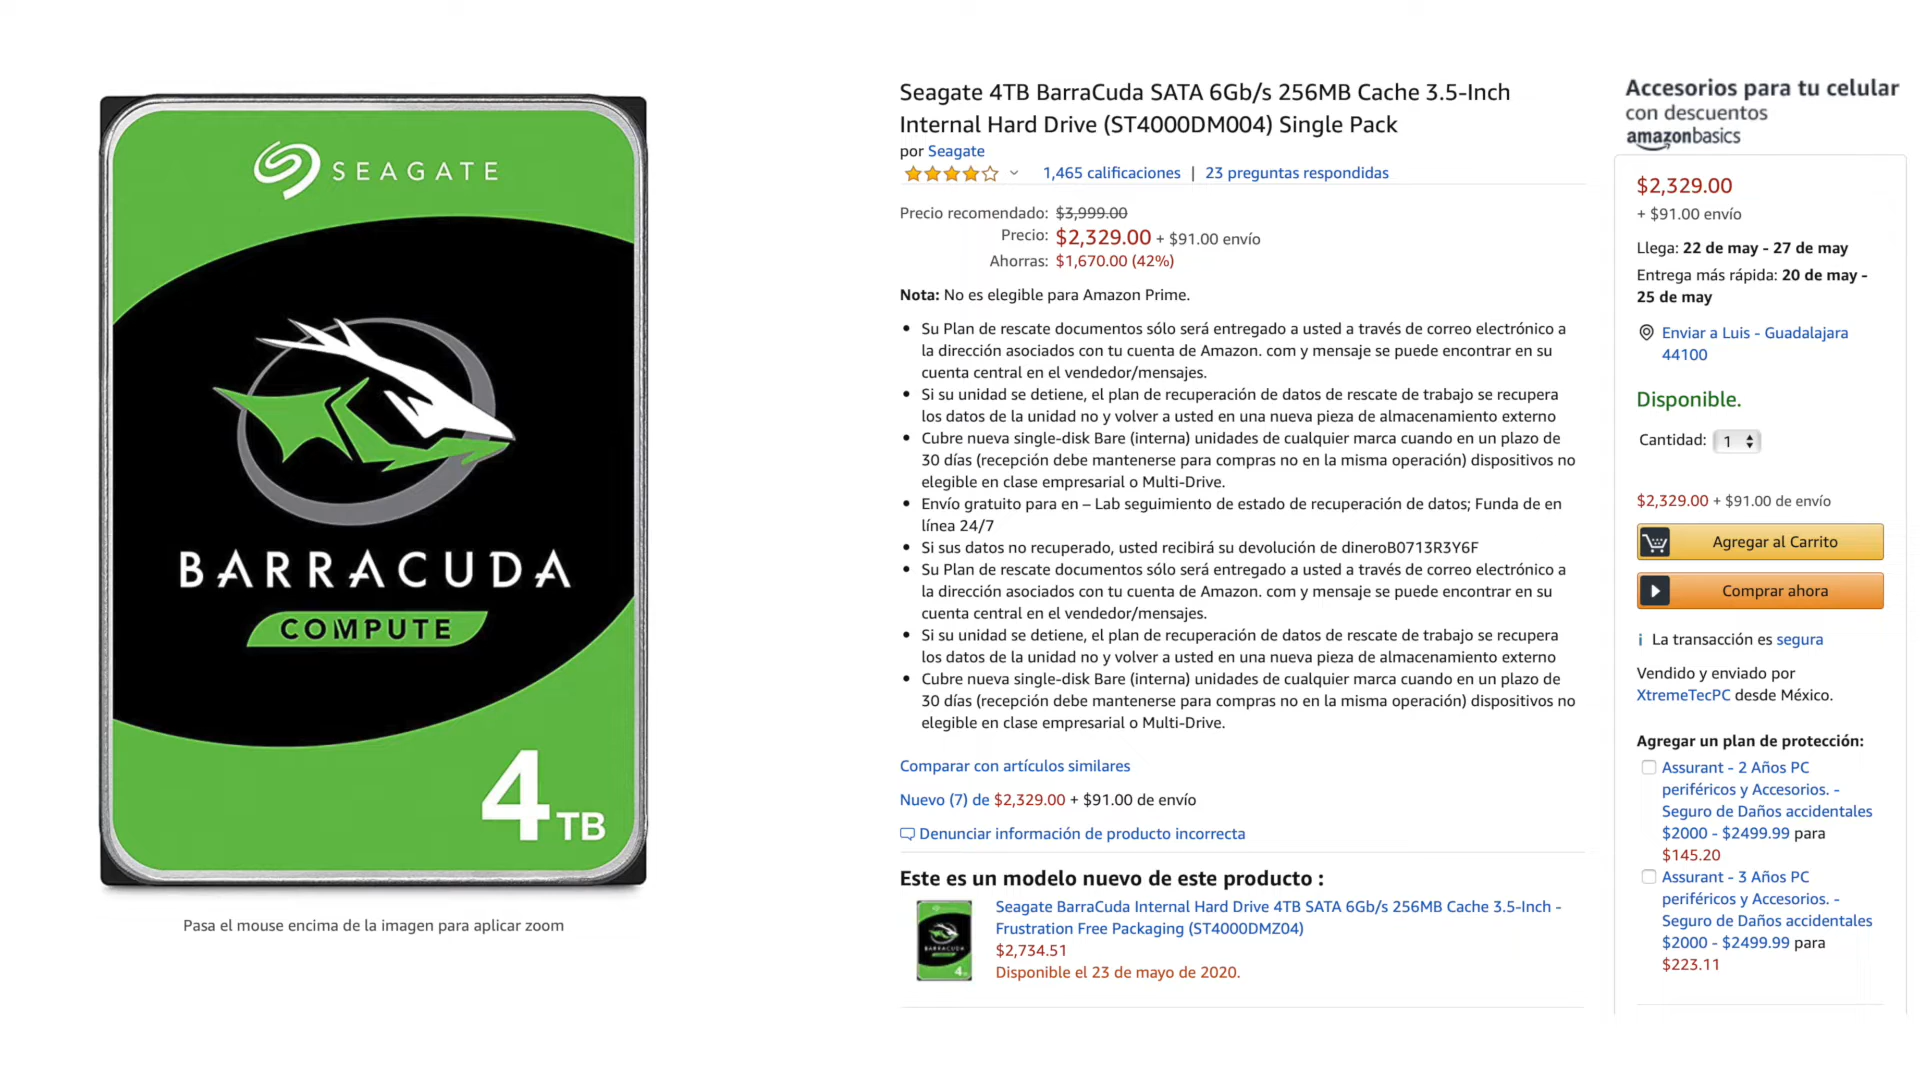 SEAGATE
BARRACUDA
COMPUTE
4TB
Pasa el mouse encima de la imagen para aplicar zoom
Seagate 4TB BarraCuda SATA 6Gb/s 256MB Cache 3.5-Inch
Internal Hard Drive (ST4000DM004) Single Pack
por Seagate
1,465 calificaciones | 23 preguntas respondidas
Precio recomendado: $3,999.00
Precio: $2,329.00 + $91.00 envío
Ahorras: $1,670.00 (42%)
Nota: No es elegible para Amazon Prime.
• Su Plan de rescate documentos sólo será entregado a usted a través de correo electrónico a
la dirección asociados con tu cuenta de Amazon. com y mensaje se puede encontrar en su
cuenta central en el vendedor/mensajes.
• Si su unidad se detiene, el plan de recuperación de datos de rescate de trabajo se recupera
los datos de la unidad no y volver a usted en una nueva pieza de almacenamiento externo
• Cubre nueva single-disk Bare (interna) unidades de cualquier marca cuando en un plazo de
30 días (recepción debe mantenerse para compras no en la misma operación) dispositivos no
elegible en clase empresarial o Multi-Drive.
• Envío gratuito para en – Lab seguimiento de estado de recuperación de datos; Funda de en
línea 24/7
• Si sus datos no recuperado, usted recibirá su devolución de dineroB0713R3Y6F
• Su Plan de rescate documentos sólo será entregado a usted a través de correo electrónico a
la dirección asociados con tu cuenta de Amazon. com y mensaje se puede encontrar en su
cuenta central en el vendedor/mensajes.
• Si su unidad se detiene, el plan de recuperación de datos de rescate de trabajo se recupera
los datos de la unidad no y volver a usted en una nueva pieza de almacenamiento externo
• Cubre nueva single-disk Bare (interna) unidades de cualquier marca cuando en un plazo de
30 días (recepción debe mantenerse para compras no en la misma operación) dispositivos no
elegible en clase empresarial o Multi-Drive.
Comparar con artículos similares
Nuevo (7) de $2,329.00 + $91.00 de envío
Denunciar información de producto incorrecta
Este es un modelo nuevo de este producto :
BARRACUDA
4
Seagate BarraCuda Internal Hard Drive 4TB SATA 6Gb/s 256MB Cache 3.5-Inch -
Frustration Free Packaging (ST4000DMZ04)
$2,734.51
Disponible el 23 de mayo de 2020.
Accesorios para tu celular
con descuentos
amazonbasics
$2,329.00
+ $91.00 envío
Llega: 22 de may - 27 de may
Entrega más rápida: 20 de may -
25 de may
Enviar a Luis - Guadalajara
44100
Disponible.
Cantidad: 1
$2,329.00 + $91.00 de envío
Agregar al Carrito
Comprar ahora
i La transacción es segura
Vendido y enviado por
XtremeTecPC desde México.
Agregar un plan de protección:
Assurant - 2 Años PC
periféricos y Accesorios. -
Seguro de Daños accidentales
$2000 - $2499.99 para
$145.20
Assurant - 3 Años PC
periféricos y Accesorios. -
Seguro de Daños accidentales
$2000 - $2499.99 para
$223.11